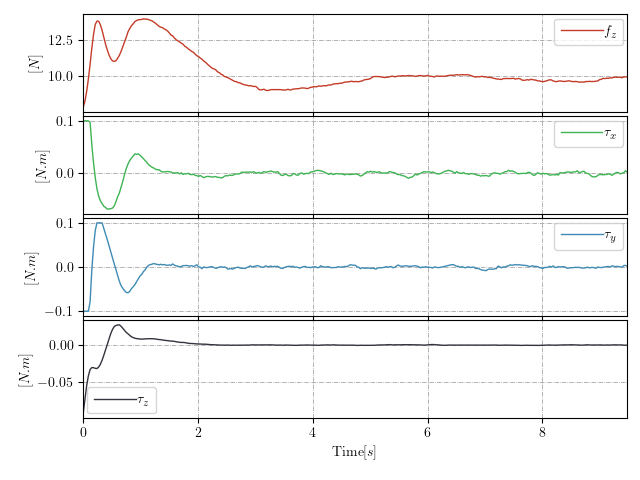 12.5
10.0
[N]
f_z
0.1
0.0
[N.m]
τ_x
0.1
0.0
−0.1
[N.m]
τ_y
0.00
−0.05
[N.m]
τ_z
0 2 4 6 8
Time[s]